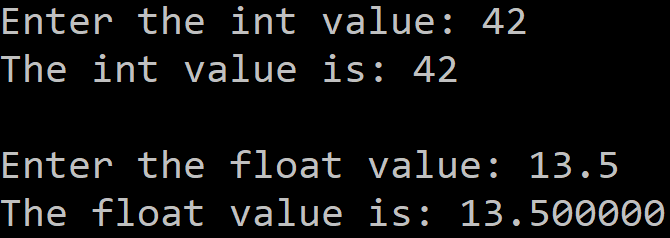 Enter the int value: 42
The int value is: 42
Enter the float value: 13.5
The float value is: 13.500000